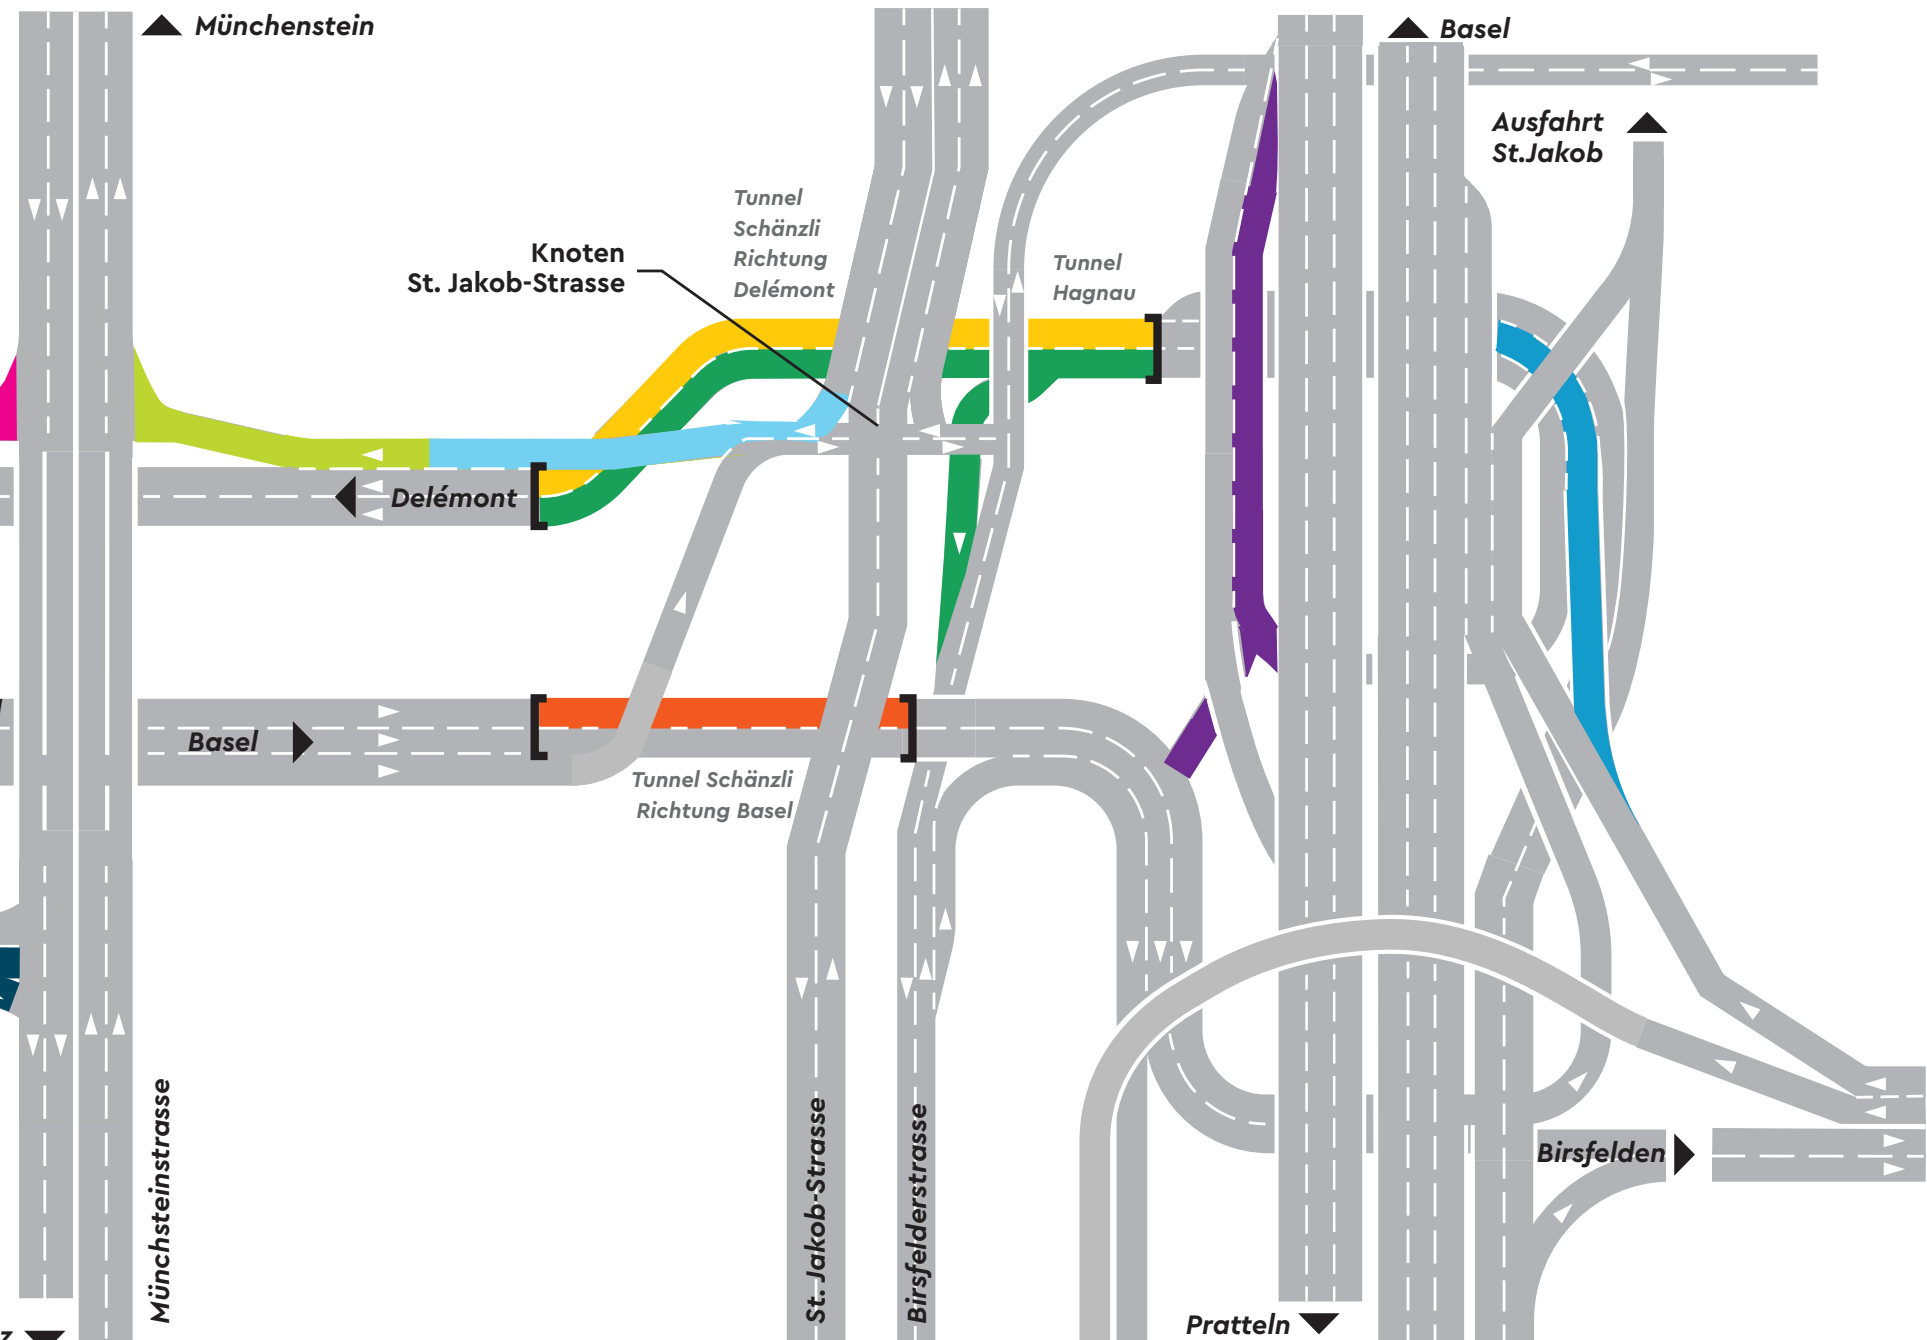 Münchenstein
Basel
Ausfahrt
St.Jakob
Tunnel
Schänzli
Richtung
Delémont
Knoten
St. Jakob-Strasse
Tunnel
Hagnau
Delémont
Basel
Tunnel Schänzli
Richtung Basel
Münchsteinstrasse
St. Jakob-Strasse
Birsfelderstrasse
Birsfelden
Pratteln
z